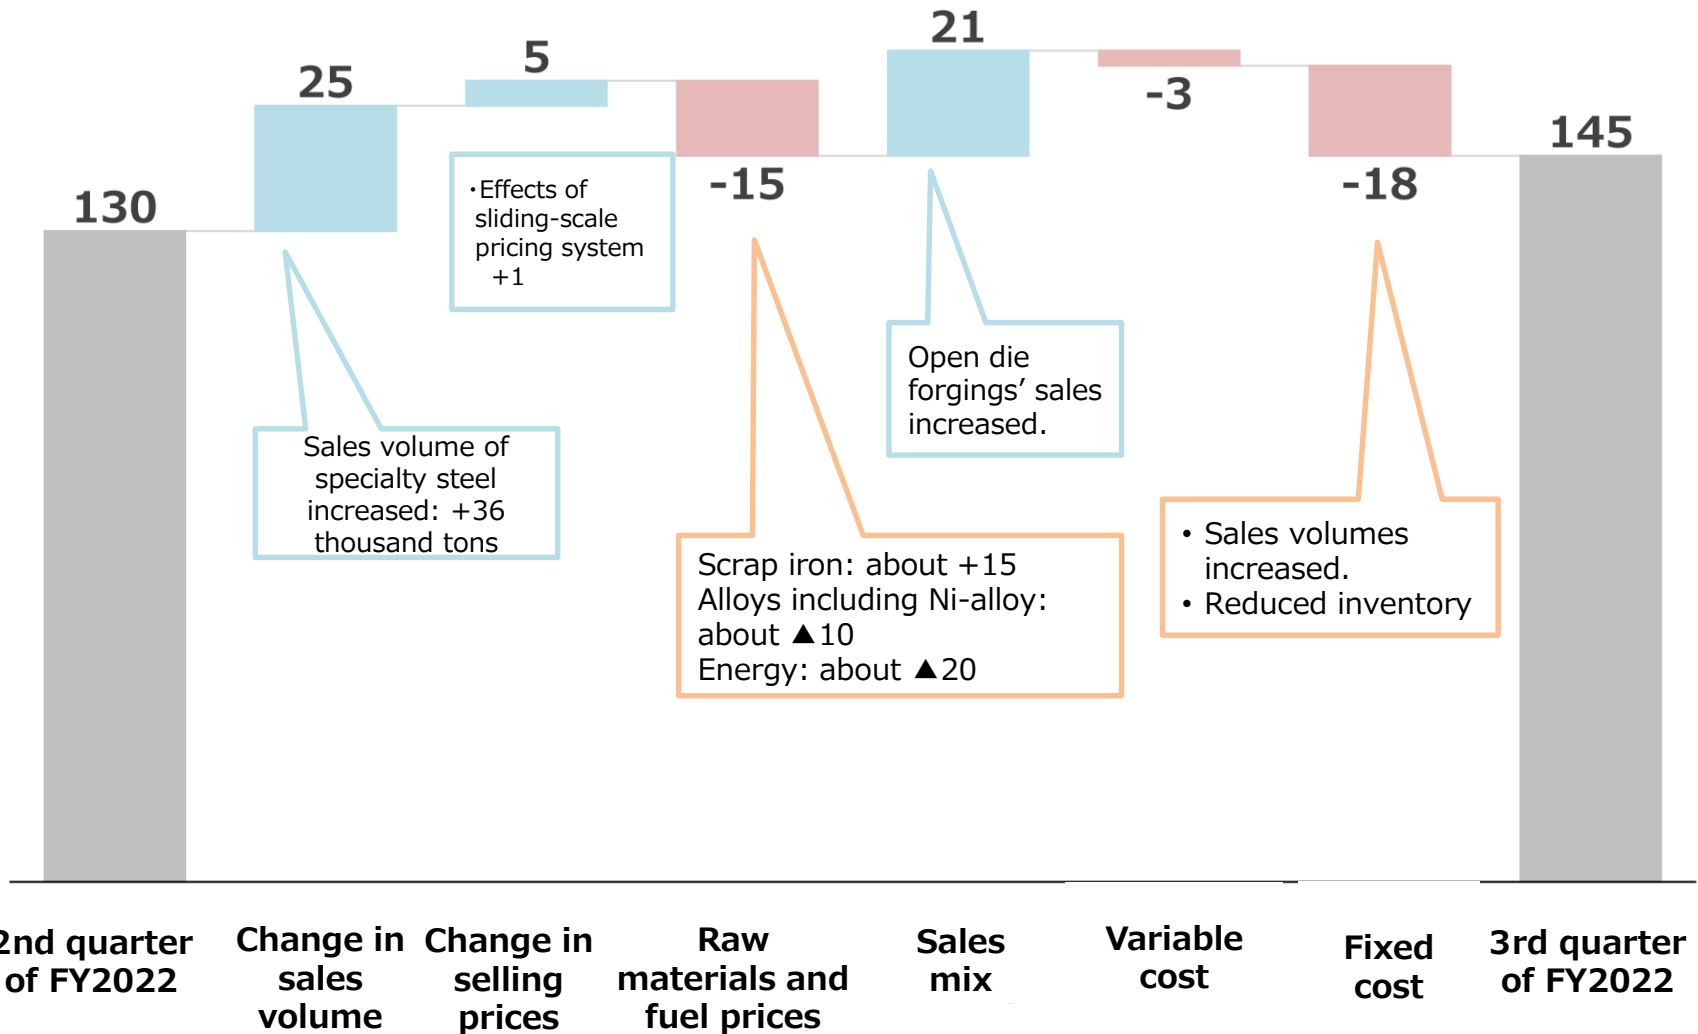 130
25
5
-15
21
-3
-18
145
・Effects of
sliding-scale
pricing system
+1
Sales volume of
specialty steel
increased: +36
thousand tons
Scrap iron: about +15
Alloys including Ni-alloy:
about ▲10
Energy: about ▲20
Open die
forgings’ sales
increased.
• Sales volumes
increased.
• Reduced inventory
2nd quarter
of FY2022
Change in
sales
volume
Change in
selling
prices
Raw
materials and
fuel prices
Sales
mix
Variable
cost
Fixed
cost
3rd quarter
of FY2022